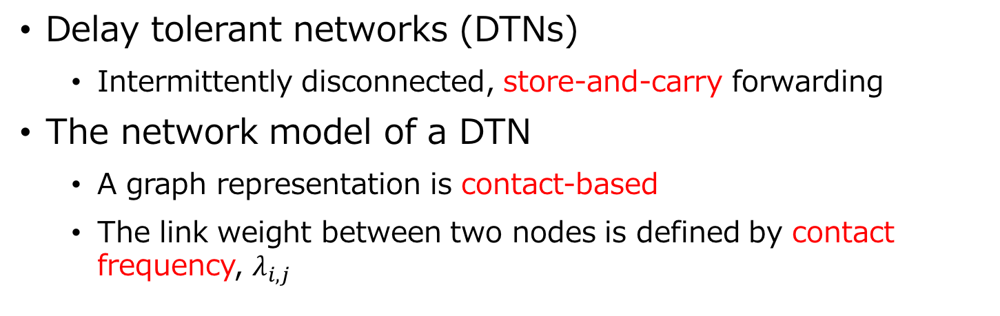 • Delay tolerant networks (DTNs)
• Intermittently disconnected, store-and-carry forwarding
• The network model of a DTN
• A graph representation is contact-based
• The link weight between two nodes is defined by contact
frequency, λi,j